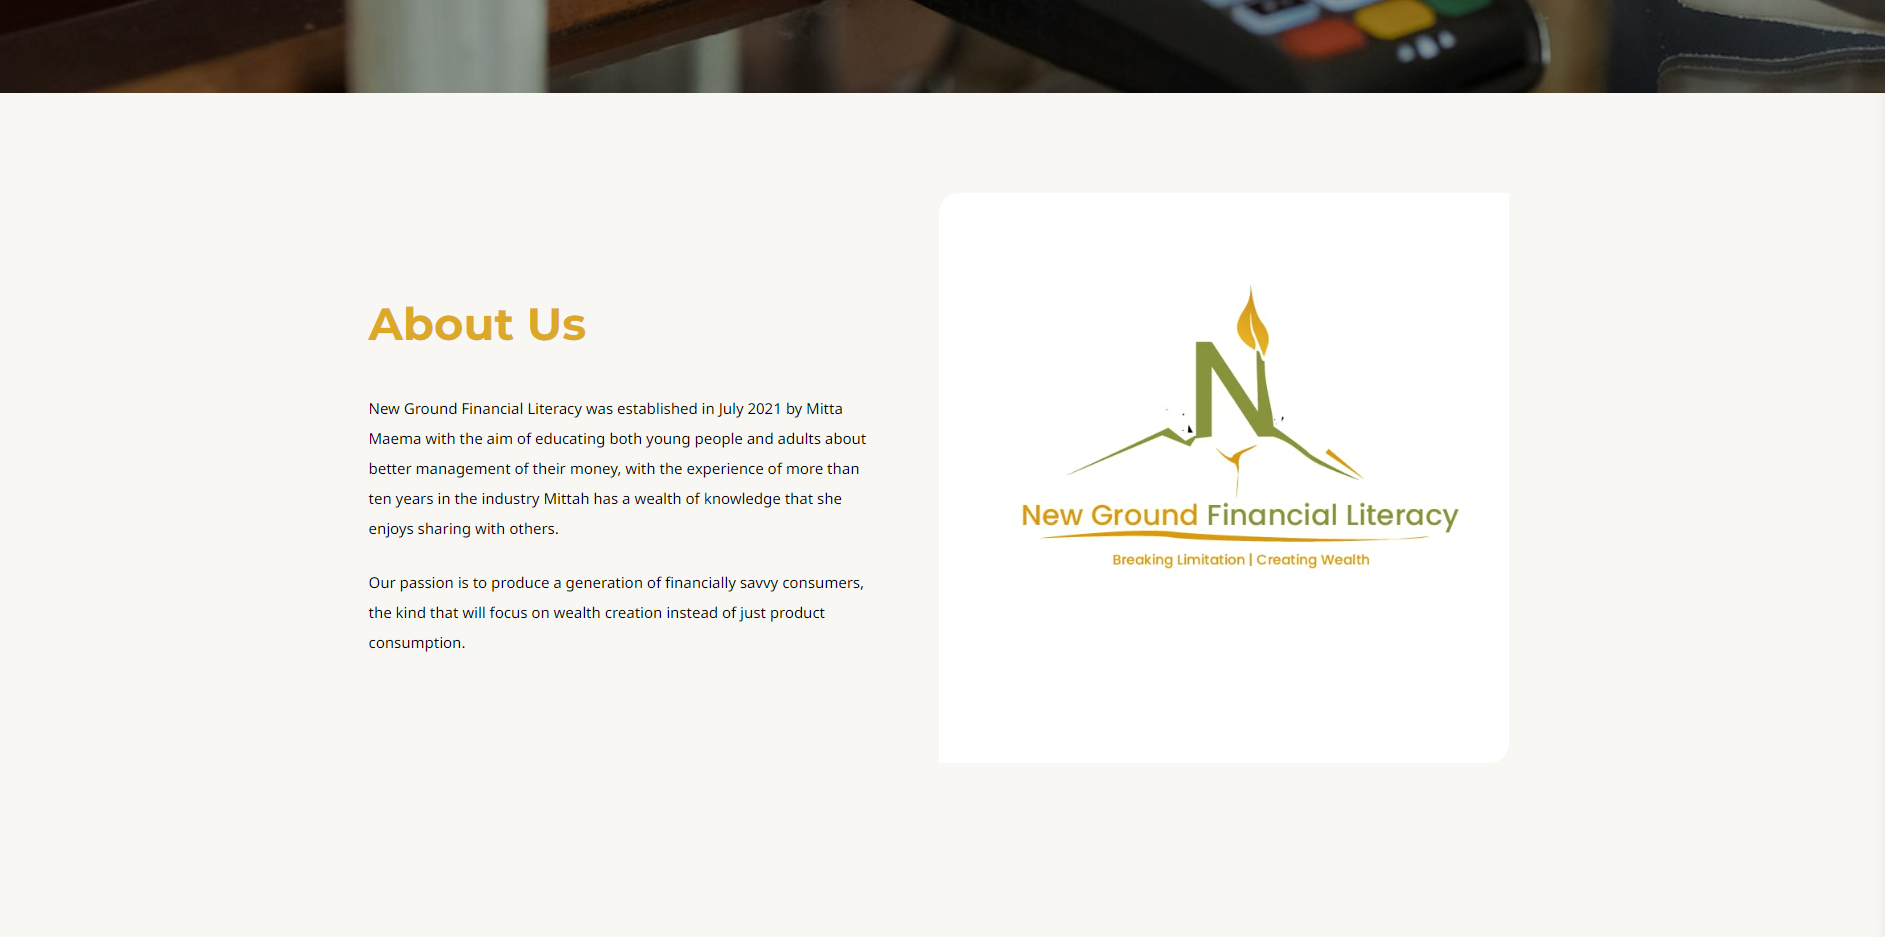 About Us
New Ground Financial Literacy was established in July 2021 by Mitta
Maema with the aim of educating both young people and adults about
better management of their money, with the experience of more than
ten years in the industry Mittah has a wealth of knowledge that she
enjoys sharing with others.
Our passion is to produce a generation of financially savvy consumers,
the kind that will focus on wealth creation instead of just product
consumption.
N
New Ground Financial Literacy
Breaking Limitation | Creating Wealth